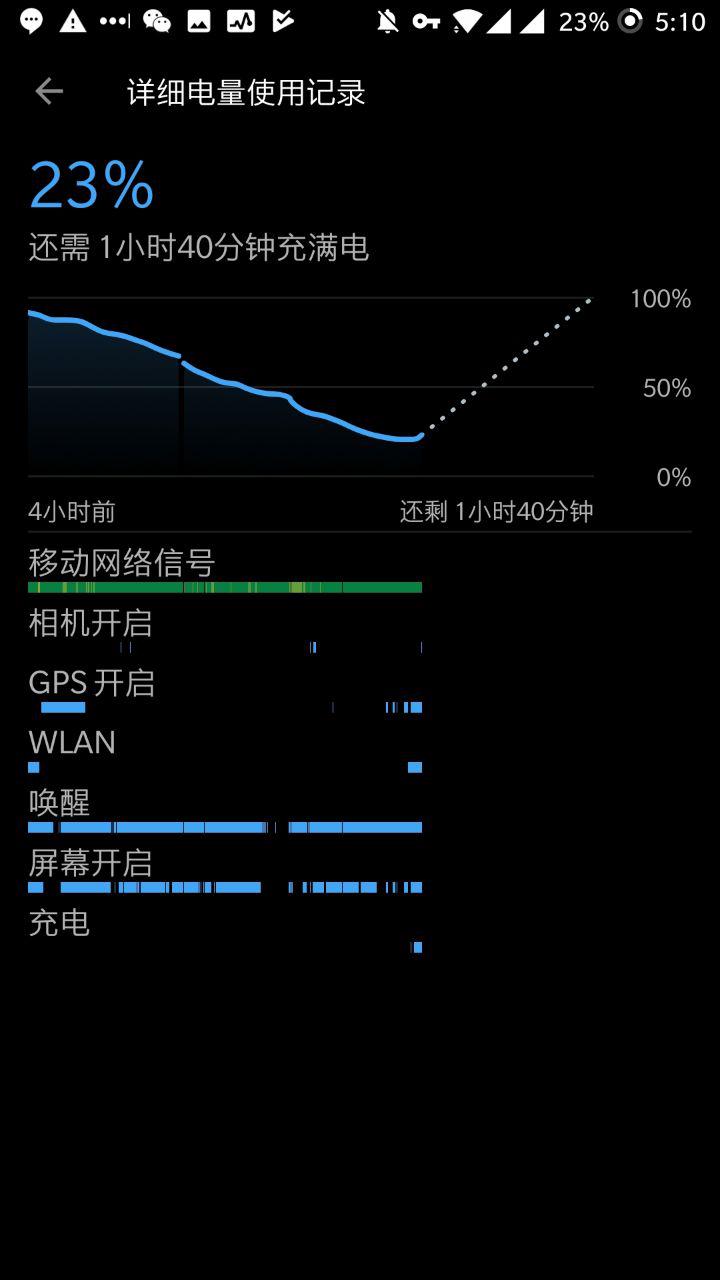 23% 5:10
详细电量使用记录
23%
还需 1小时40分钟充满电
100%
50%
0%
4小时前 还剩 1小时40分钟
移动网络信号
相机开启
GPS 开启
WLAN
唤醒
屏幕开启
充电